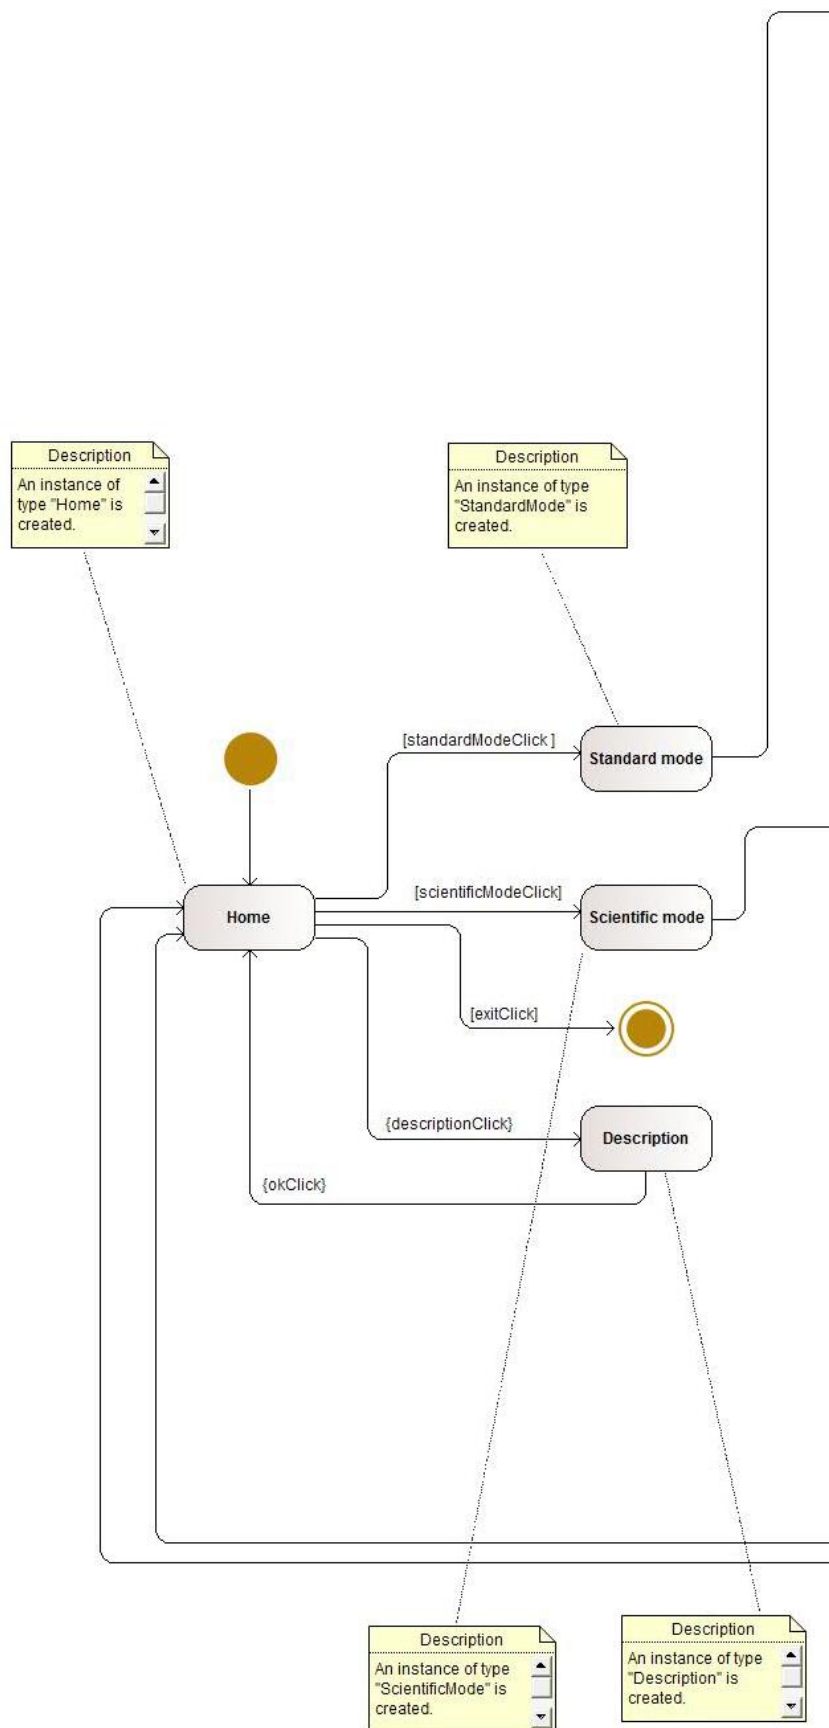 Description
An instance of
type "Home" is
created.
Description
An instance of type
"StandardMode" is
created.
[standardModeClick ]
Standard mode
[scientificModeClick]
Home
Scientific mode
[exitClick]
{descriptionClick}
Description
{okClick}
Description
An instance of type
"ScientificMode" is
created.
Description
An instance of type
"Description" is
created.